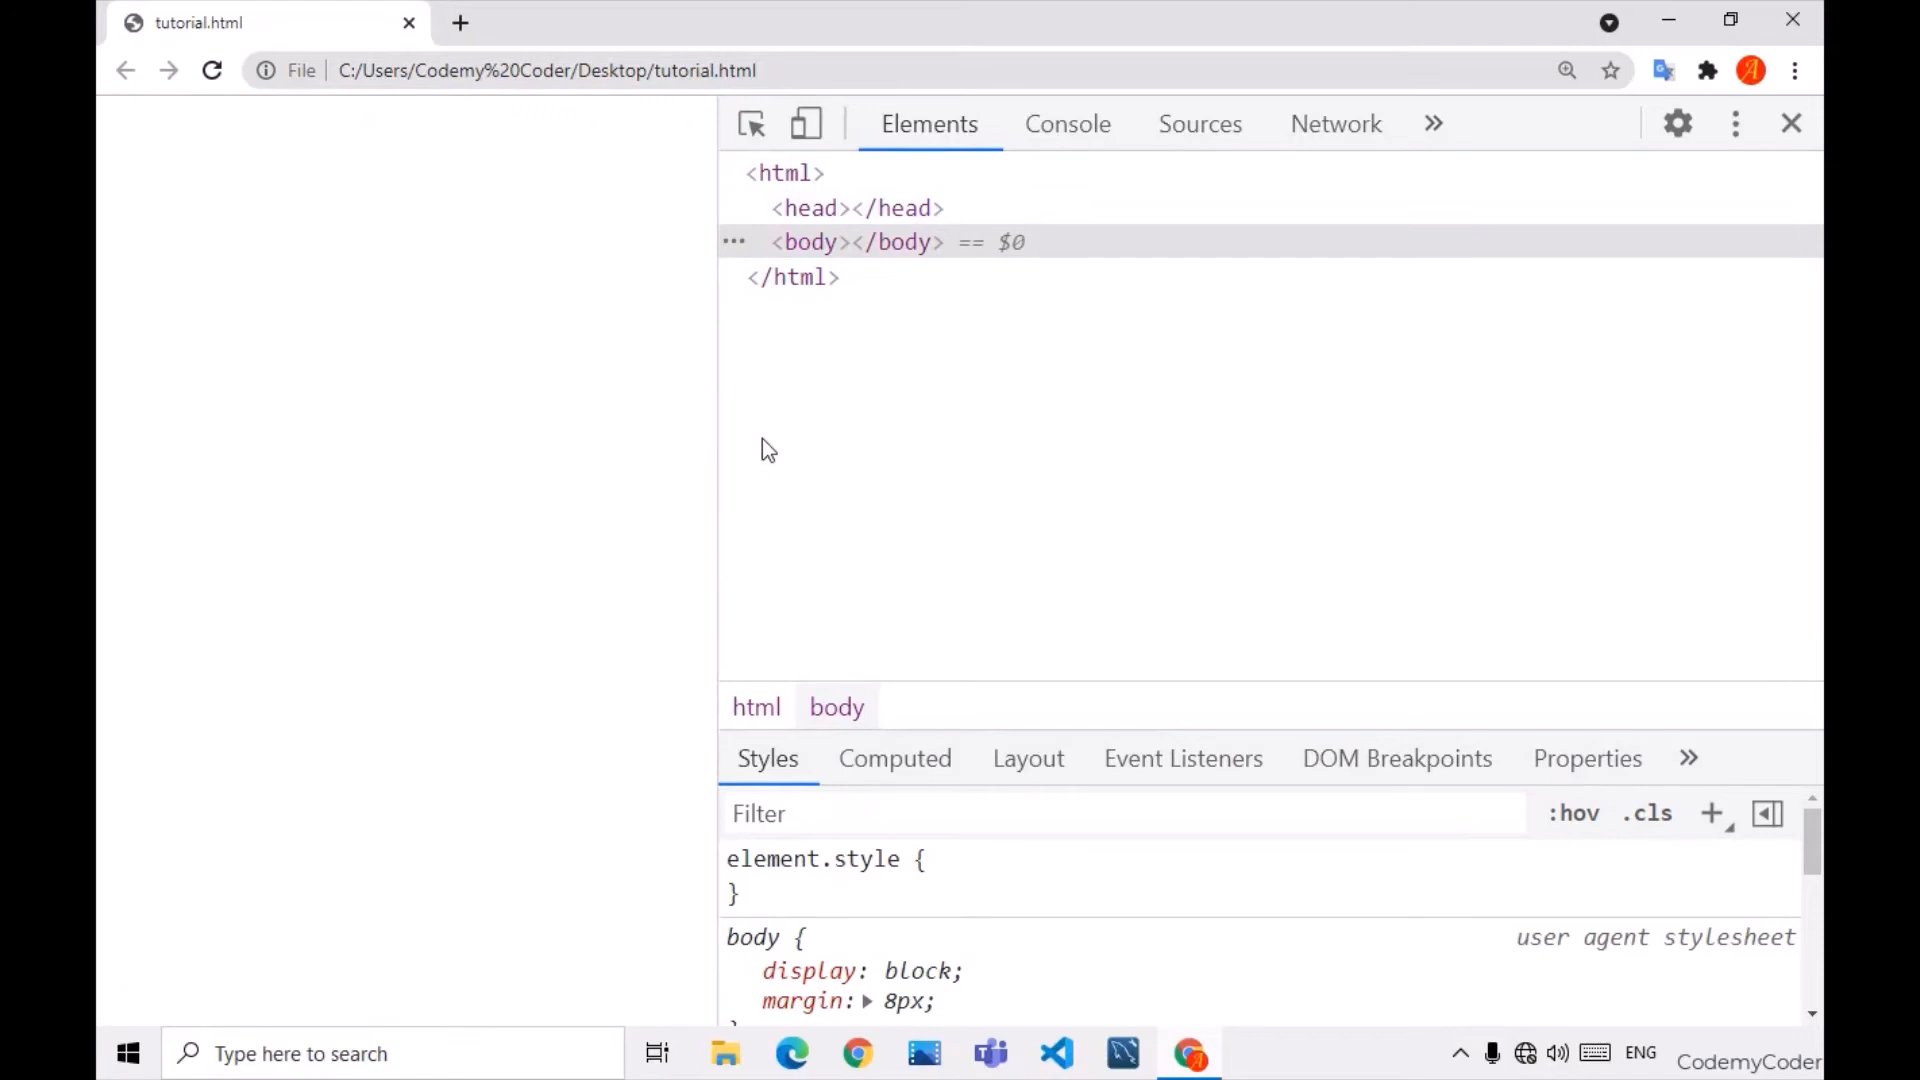 tutorial.html
File C:/Users/Codemy%20Coder/Desktop/tutorial.html
A
Elements Console Sources Network
<html>
<head></head>
<body></body> == $0
</html>
html body
Styles Computed Layout Event Listeners DOM Breakpoints Properties
Filter :hov .cls
element.style {
}
body { user agent stylesheet
display: block;
margin: 8px;
Type here to search ENG CodemyCoder